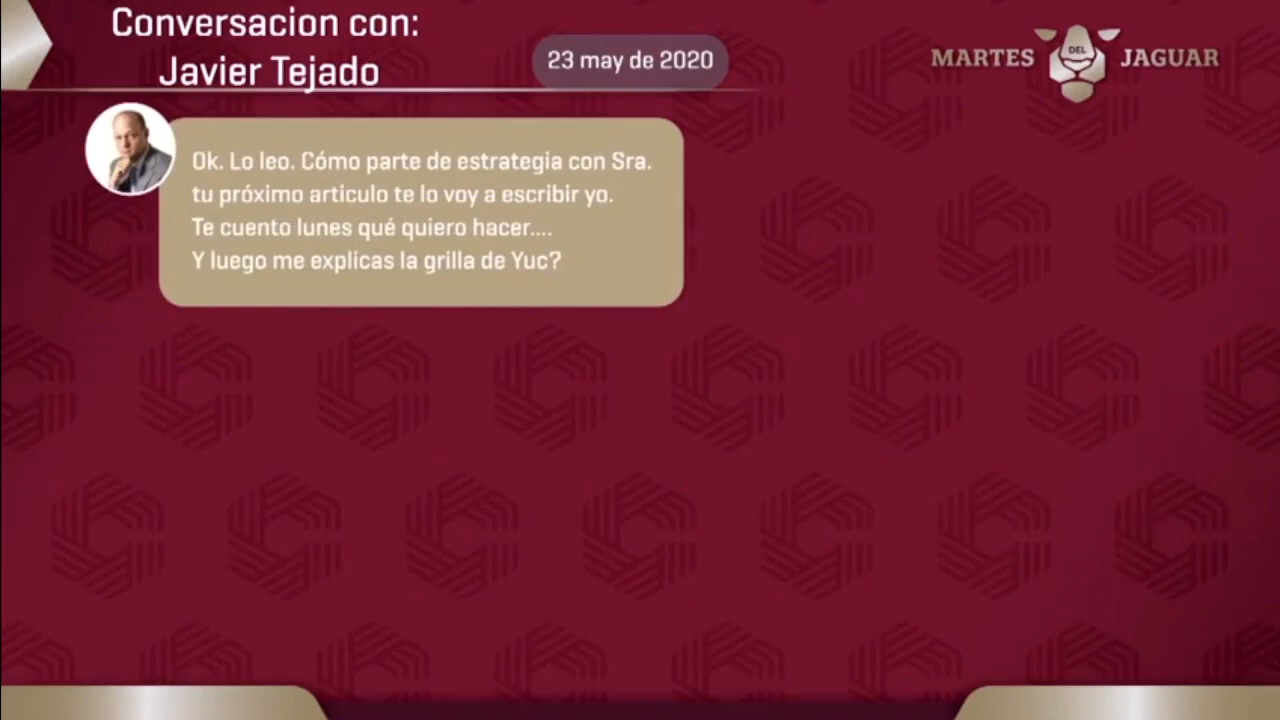 Conversacion con:
Javier Tejado
23 may de 2020
MARTES DEL JAGUAR
Ok. Lo leo. Cómo parte de estrategia con Sra.
tu próximo articulo te lo voy a escribir yo.
Te cuento lunes qué quiero hacer....
Y luego me explicas la grilla de Yuc?